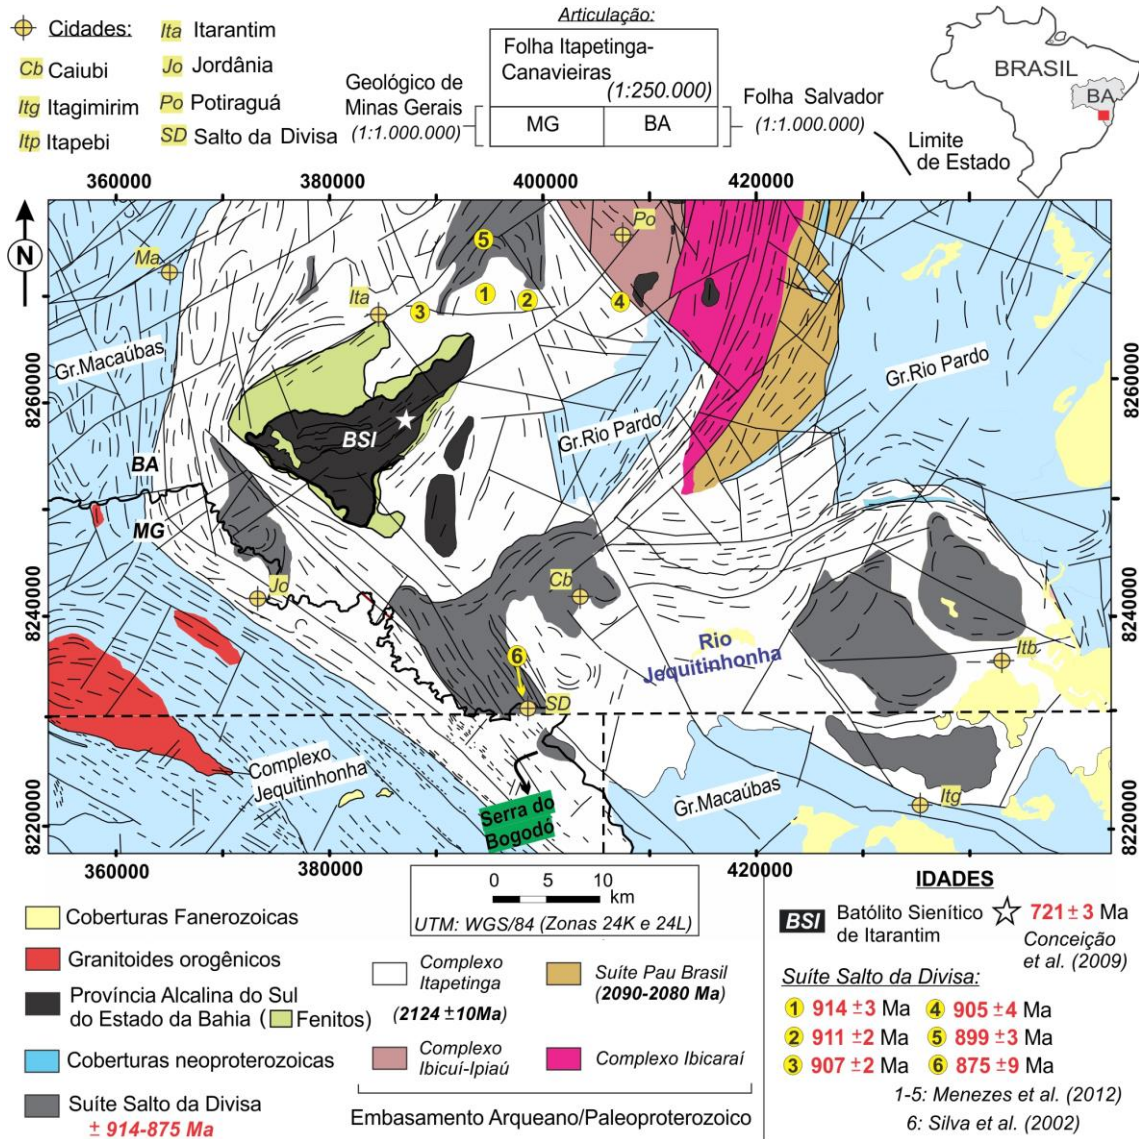 Cidades:
Cb Caiubi
Itg Itagimirim
Itp Itapebi
Ita Itarantim
Jo Jordânia
Po Potiraguá
SD Salto da Divisa
Articulação:
Folha Itapetinga-
Canavieiras
(1:250.000)
Geológico de
Minas Gerais
(1:1.000.000)
MG
BA
Folha Salvador
(1:1.000.000)
Limite
de Estado
BRASIL
BA
360000
380000
400000
420000
N
8260000
8240000
8220000
8260000
8240000
8220000
Ma
Ita
Po
5
1
2
3
4
Gr.Macaúbas
Gr.Rio Pardo
Gr.Rio Pardo
BSI
BA
MG
Jo
Cb
6
SD
Rio
Jequitinhonha
Itb
Complexo
Jequitinhonha
Gr.Macaúbas
Itg
Serra do
Bogodó
360000
380000
400000
420000
0 5 10
km
UTM: WGS/84 (Zonas 24K e 24L)
Coberturas Fanerozoicas
Granitoides orogênicos
Província Alcalina do Sul
do Estado da Bahia ( Fenitos)
Coberturas neoproterozoicas
Suíte Salto da Divisa
± 914-875 Ma
Complexo
Itapetinga
(2124 ±10Ma)
Suíte Pau Brasil
(2090-2080 Ma)
Complexo
Ibicuí-Ipiaú
Complexo Ibicaraí
Embasamento Arqueano/Paleoproterozoico
IDADES
BSI Batólito Sienítico
de Itarantim
721±3 Ma
Conceição
et al. (2009)
Suíte Salto da Divisa:
1 914 ±3 Ma 4 905 ±4 Ma
2 911 ±2 Ma 5 899 ±3 Ma
3 907 ±2 Ma 6 875 ±9 Ma
1-5: Menezes et al. (2012)
6: Silva et al. (2002)